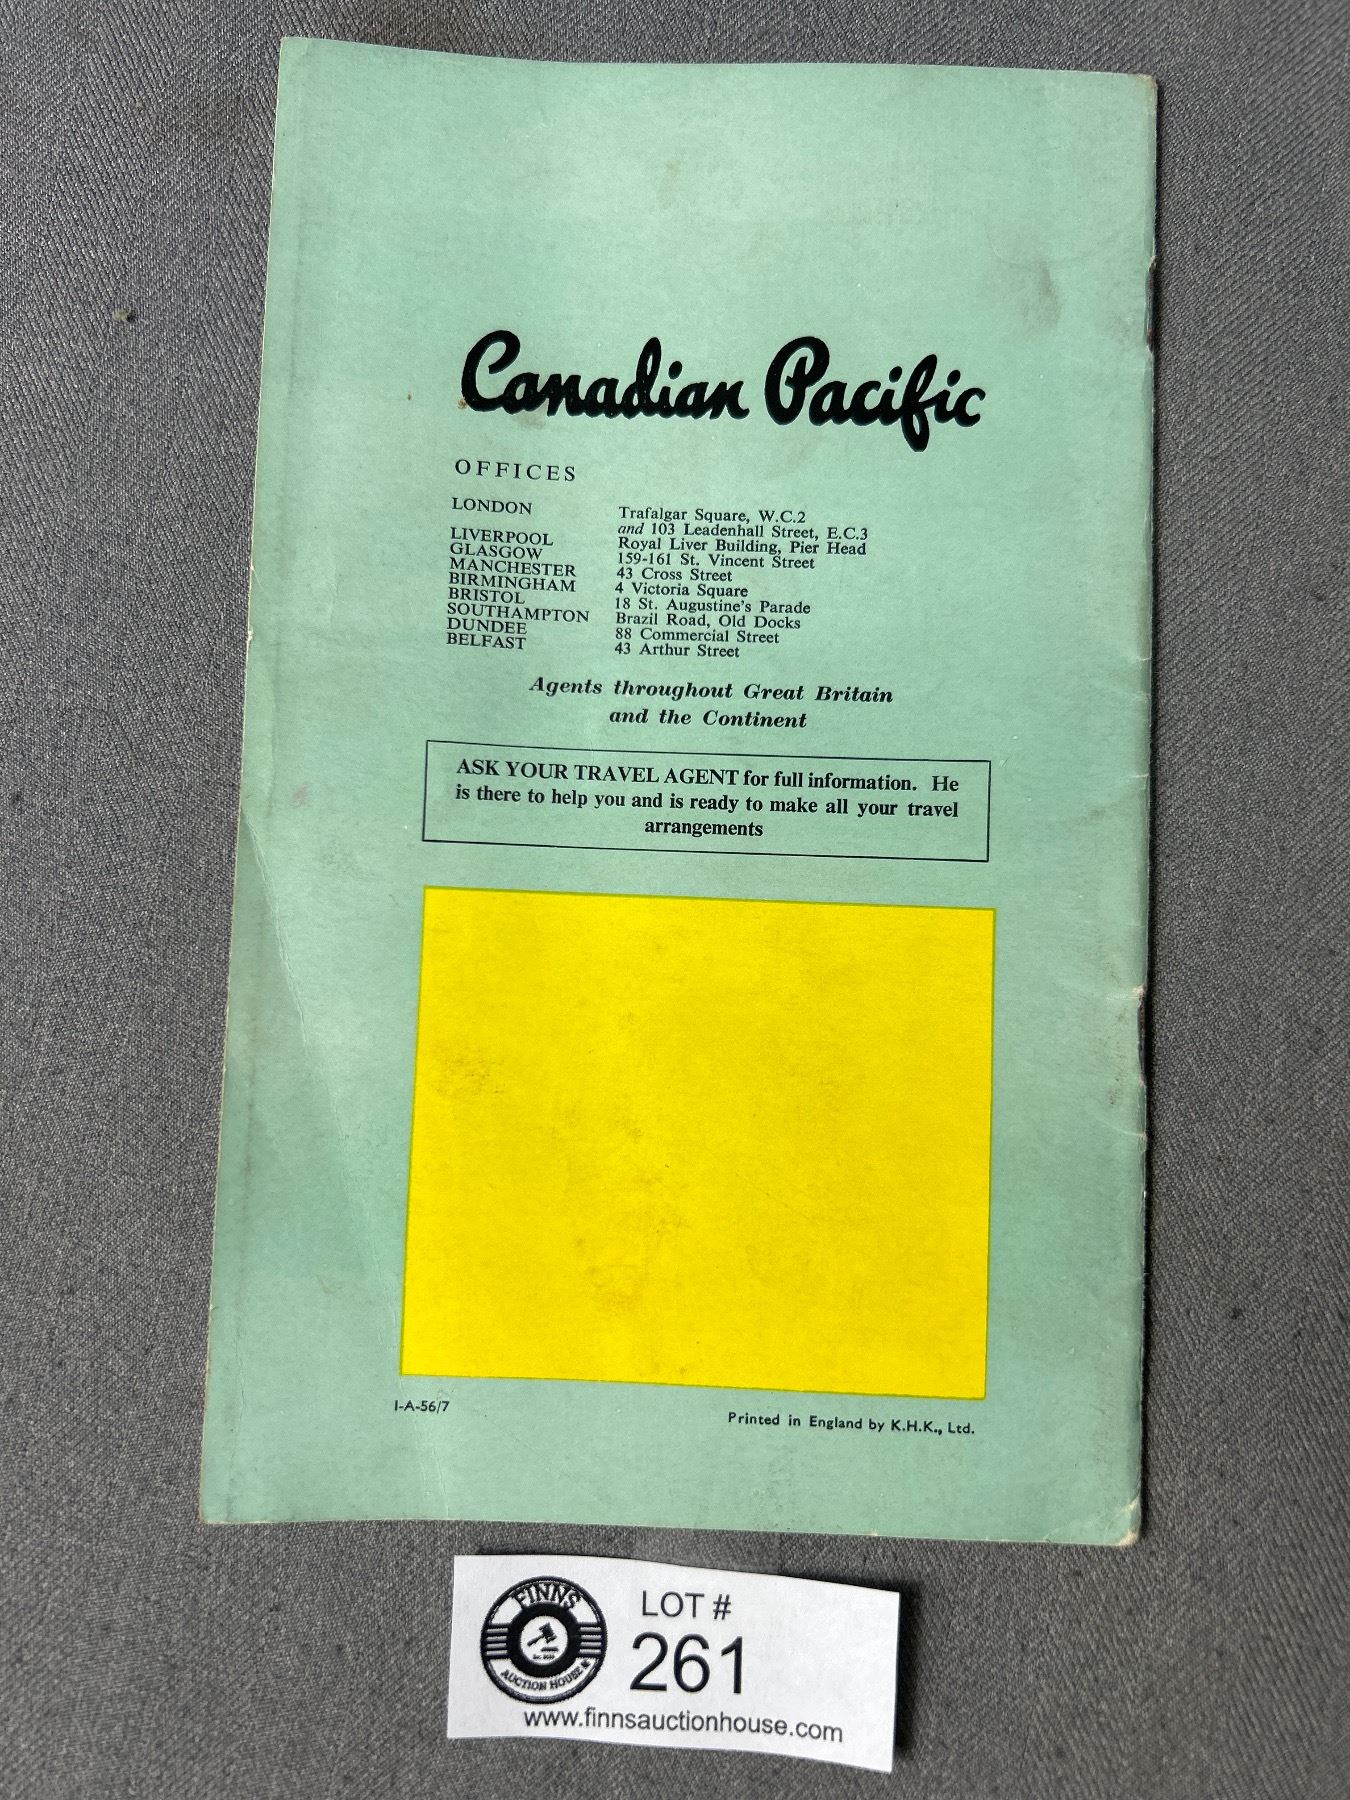 Canadian Pacific
OFFICES
LONDON Trafalgar Square, W.C.2
and 103 Leadenhall Street, E.C.3
LIVERPOOL Royal Liver Building, Pier Head
GLASGOW 159-161 St. Vincent Street
MANCHESTER 43 Cross Street
BIRMINGHAM 4 Victoria Square
BRISTOL 18 St. Augustine's Parade
SOUTHAMPTON Brazil Road, Old Docks
DUNDEE 88 Commercial Street
BELFAST 43 Arthur Street
Agents throughout Great Britain
and the Continent
ASK YOUR TRAVEL AGENT for full information. He
is there to help you and is ready to make all your travel
arrangements
I-A-56/7
Printed in England by K.H.K., Ltd.
FINNS
AUCTION HOUSE
LOT #
261
www.finnsauctionhouse.com